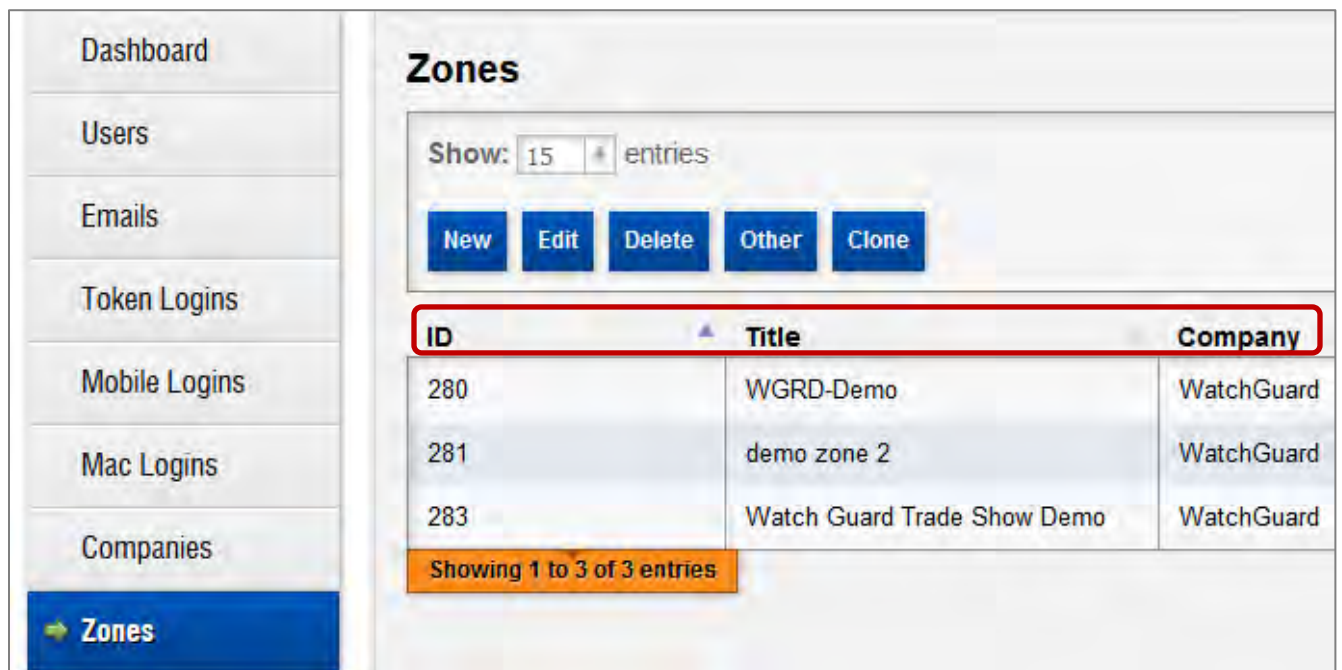 Dashboard
Users
Emails
Token Logins
Mobile Logins
Mac Logins
Companies
Zones
Zones
Show: 15 entries
New Edit Delete Other Clone
ID Title Company
280 WGRD-Demo WatchGuard
281 demo zone 2 WatchGuard
283 Watch Guard Trade Show Demo WatchGuard
Showing 1 to 3 of 3 entries